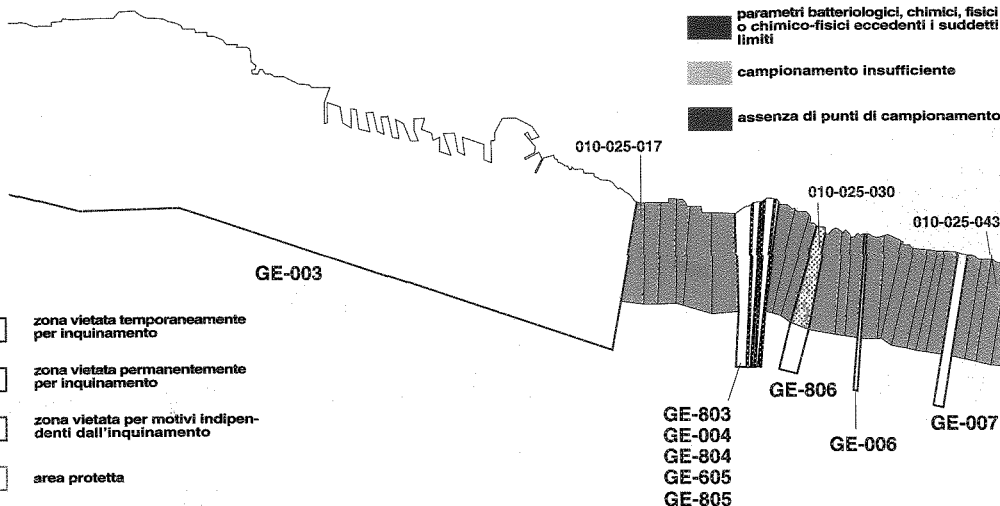 parametri batteriologici, chimici, fisici
o chimico-fisici eccedenti i suddetti
limiti
campionamento insufficiente
assenza di punti di campionamento
010-025-017
010-025-030
010-025-043
GE-003
zona vietata temporaneamente
per inquinamento
zona vietata permanentemente
per inquinamento
zona vietata per motivi indipen-
denti dall'inquinamento
area protetta
GE-803
GE-004
GE-804
GE-605
GE-805
GE-806
GE-006
GE-007